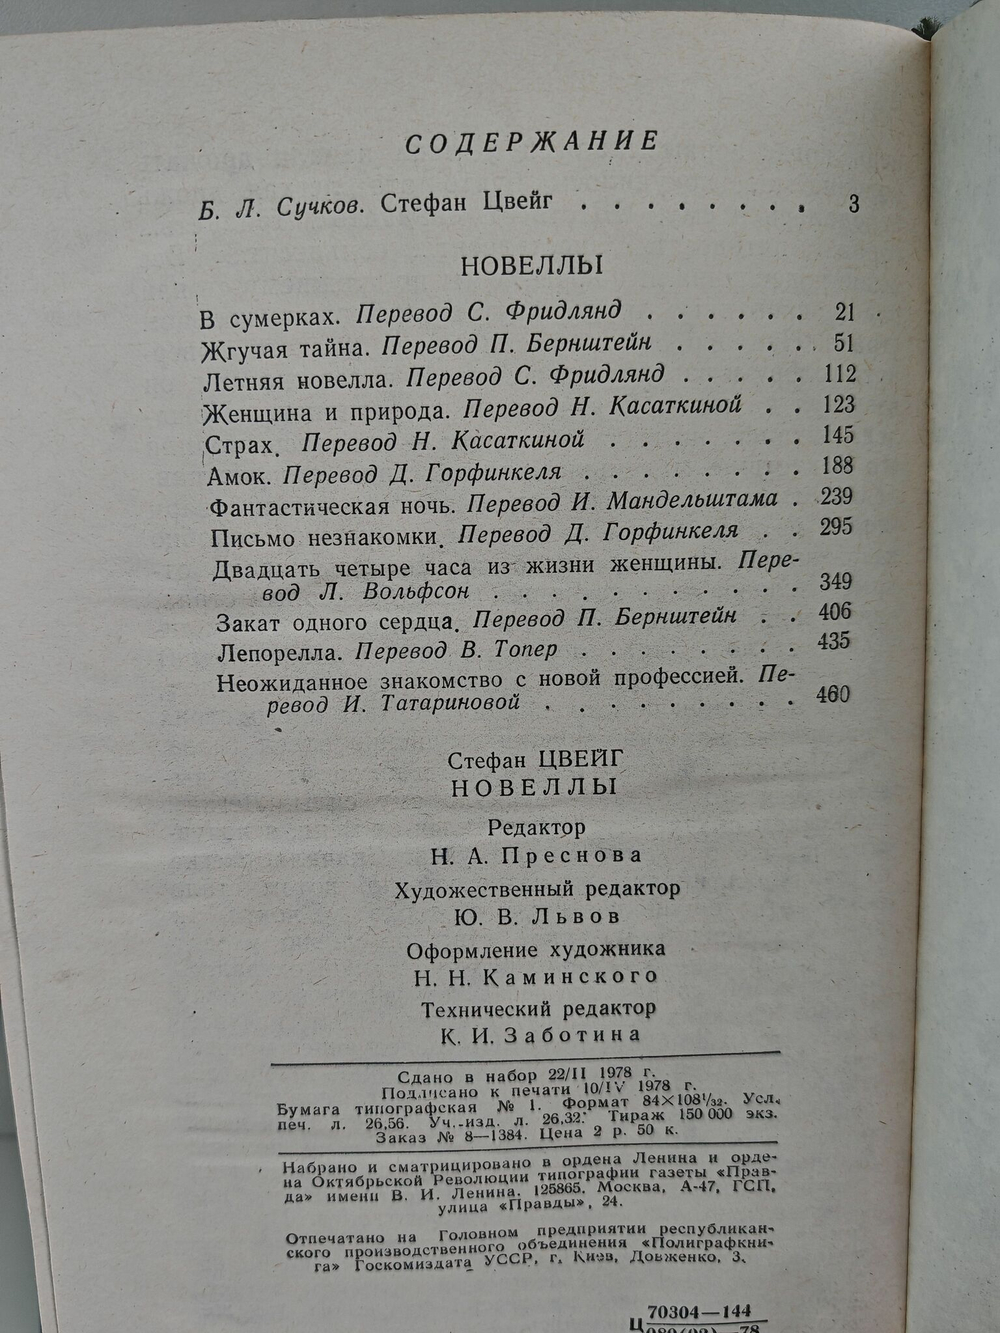 СОДЕРЖАНИЕ
Б. Л. Сучков. Стефан Цвейг . . . . . . . . 3
НОВЕЛЛЫ
В сумерках. Перевод С. Фридлянд . . . . . . 21
Жгучая тайна. Перевод П. Бернштейн . . . . . 51
Летняя новелла. Перевод С. Фридлянд . . . . . 112
Женщина и природа. Перевод Н. Касаткиной . . 123
Страх. Перевод Н. Касаткиной . . . . . . . 145
Амок. Перевод Д. Горфинкеля . . . . . . . . 188
Фантастическая ночь. Перевод И. Мандельштама . 239
Письмо незнакомки. Перевод Д. Горфинкеля . . 295
Двадцать четыре часа из жизни женщины. Пере-
вод Л. Вольфсон . . . . . . . . . . . 349
Закат одного сердца. Перевод П. Бернштейн . . 406
Лепорелла. Перевод В. Топер . . . . . . . . 435
Неожиданное знакомство с новой профессией. Пе-
ревод И. Татариновой . . . . . . . . . 460
Стефан ЦВЕЙГ
НОВЕЛЛЫ
Редактор
Н. А. Преснова
Художественный редактор
Ю. В. Львов
Оформление художника
Н. Н. Каминского
Технический редактор
К. И. Заботина
Сдано в набор 22/II 1978 г.
Подписано к печати 10/IV 1978 г.
Бумага типографская № 1. Формат 84×108¹/₃₂. Усл.
печ. л. 26,56. Уч.-изд. л. 26,32. Тираж 150 000 экз.
Заказ № 8—1384. Цена 2 р. 50 к.
Набрано и сматрицировано в ордена Ленина и орде-
на Октябрьской Революции типографии газеты «Прав-
да» имени В. И. Ленина. 125865. Москва, А-47, ГСП,
улица «Правды», 24.
Отпечатано на Головном предприятии республикан-
ского производственного объединения «Полиграфкни-
га» Госкомиздата УССР, г. Киев, Довженко, 3.
Ц 70304—144